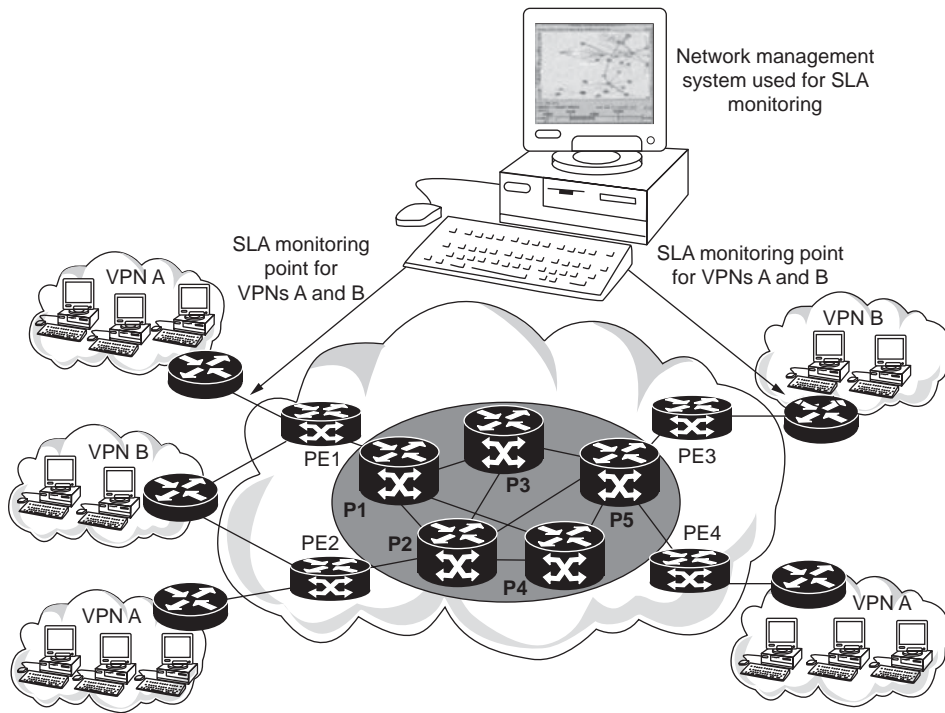 Network management
system used for SLA
monitoring
SLA monitoring
point for
VPNs A and B
SLA monitoring point
for VPNs A and B
VPN A
VPN B
VPN B
PE1
P3
PE3
P1
P5
PE2
P2
PE4
P4
VPN A
VPN A